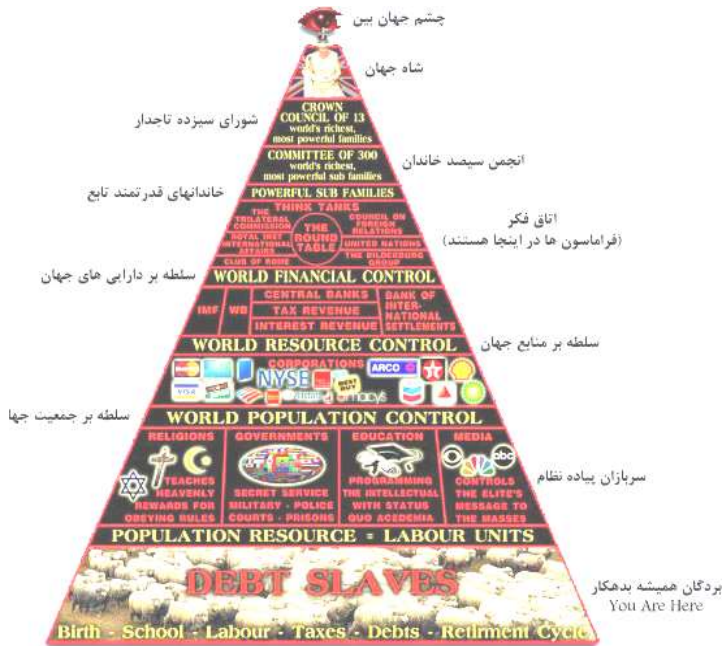 چشم جهان بین
شاه جهان
CROWN
COUNCIL OF 13
world's richest,
most powerful families
شورای سیزده تاجدار
COMMITTEE OF 300
world's richest,
most powerful sub families
انجمن سیصد خاندان
POWERFUL SUB FAMILIES
خاندانهای قدرتمند تابع
THINK TANKS
THE TRILATERAL COMMISSION
COUNCIL ON FOREIGN RELATIONS
THE ROUND TABLE
ROYAL INST INTERNATIONAL AFFAIRS
UNITED NATIONS
CLUB OF ROME
THE BILDERBURG GROUP
اتاق فکر
(فراماسون ها در اینجا هستند)
WORLD FINANCIAL CONTROL
سلطه بر دارایی های جهان
IMF
WB
CENTRAL BANKS
TAX REVENUE
INTEREST REVENUE
BANK OF
INTER-
NATIONAL
SETTLEMENTS
WORLD RESOURCE CONTROL
سلطه بر منابع جهان
CORPORATIONS
VISA
NYSE
BEST BUY
macys
ARCO
WORLD POPULATION CONTROL
سلطه بر جمعیت جها
RELIGIONS
TEACHES
HEAVENLY
REWARDS FOR
OBEYING RULES
GOVERNMENTS
SECRET SERVICE
MILITARY - POLICE
COURTS - PRISONS
EDUCATION
PROGRAMMING
THE INTELLECTUAL
WITH STATUS
QUO ACEDEMIA
MEDIA
abc
CONTROLS
THE ELITE'S
MESSAGE TO
THE MASSES
سربازان پیاده نظام
POPULATION RESOURCE = LABOUR UNITS
DEBT SLAVES
بردگان همیشه بدهکار
You Are Here
Birth - School - Labour - Taxes - Debts - Retirment Cycle